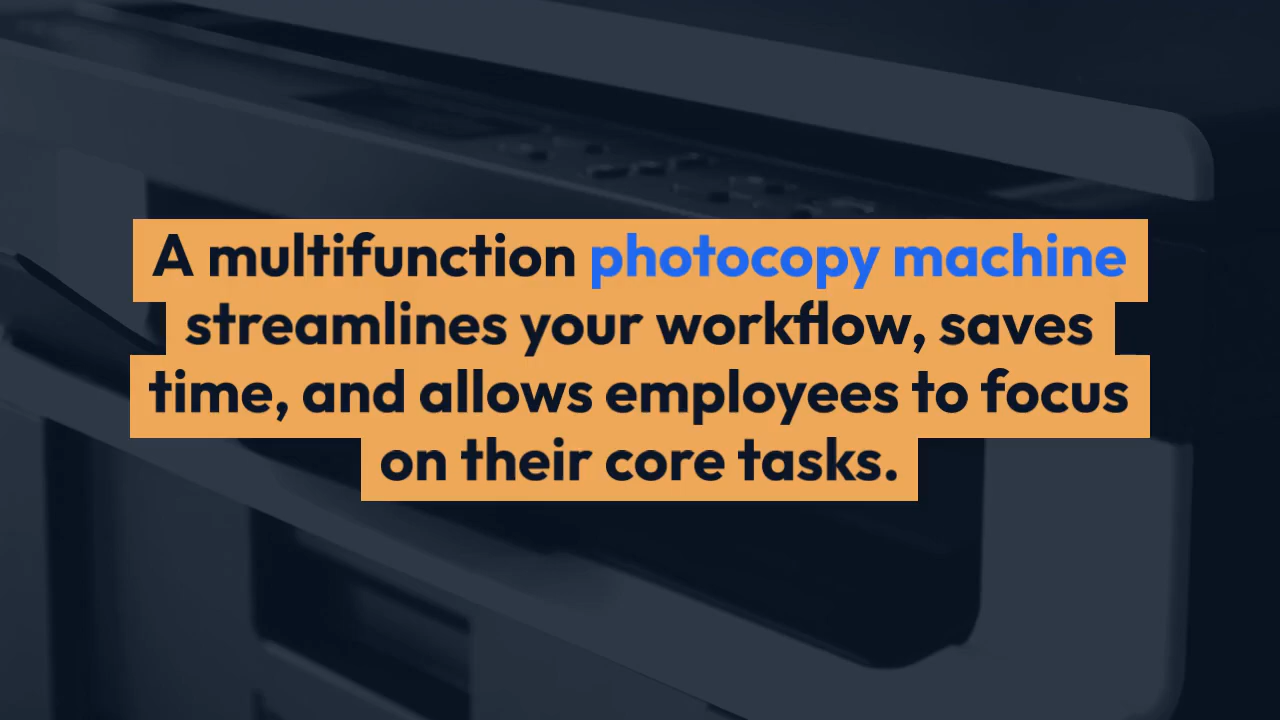 A multifunction photocopy machine
streamlines your workflow, saves
time, and allows employees to focus
on their core tasks.